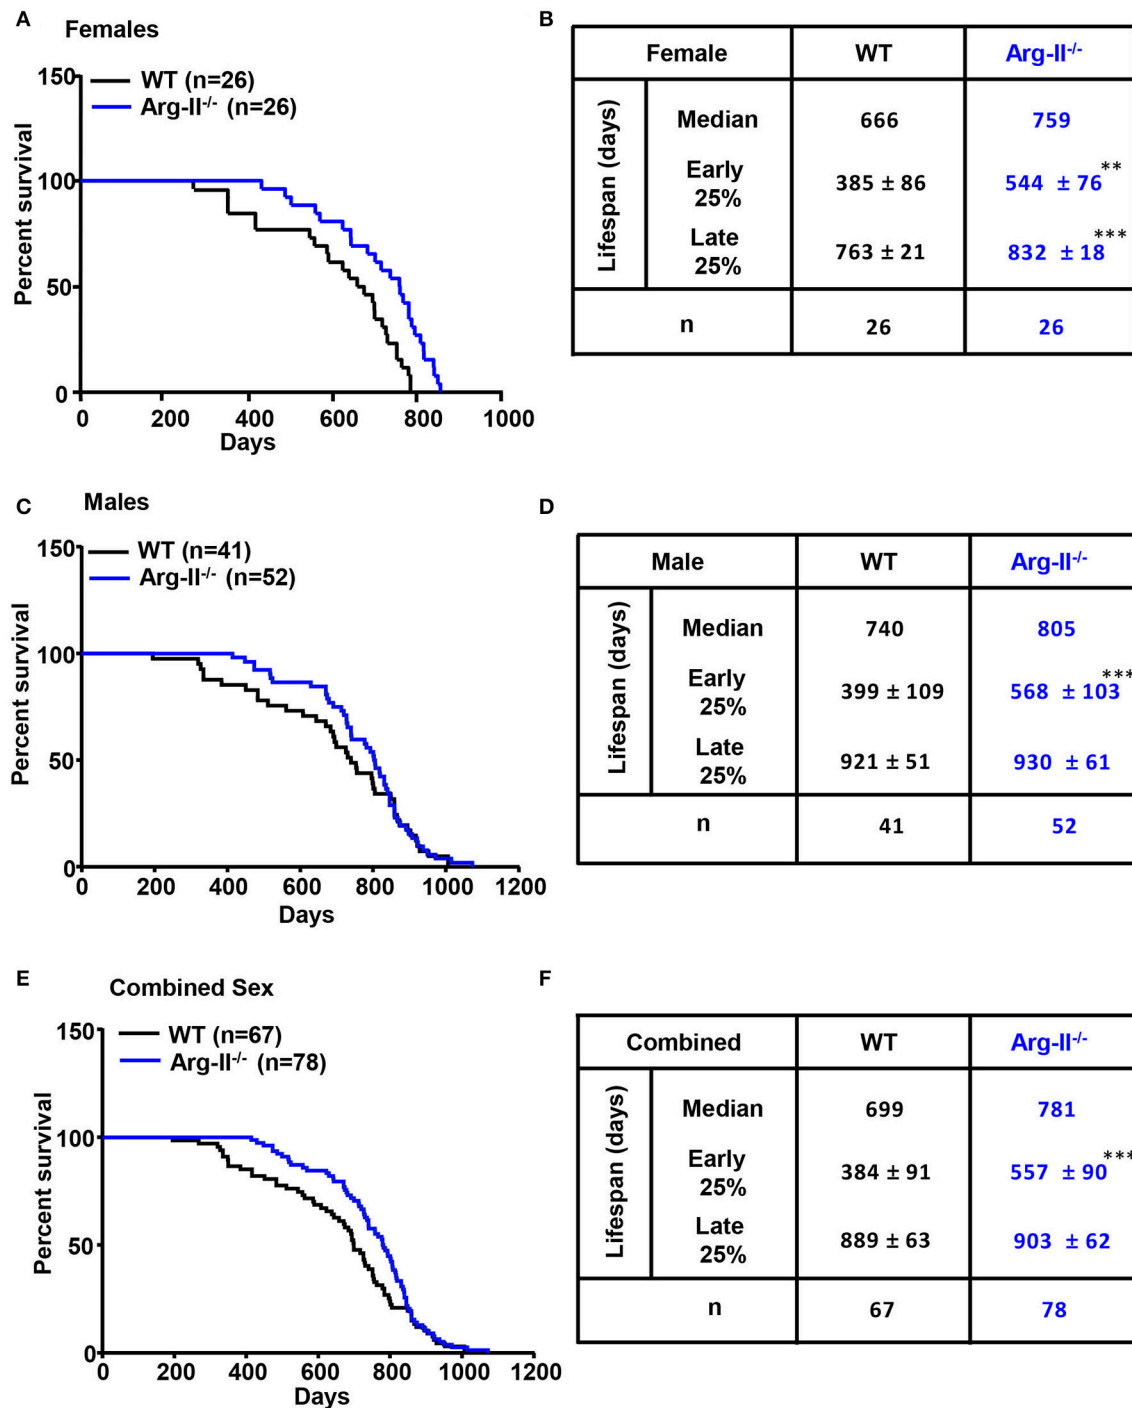 A
Females
WT (n=26)
Arg-II-/- (n=26)
150
100
50
0
Percent survival
0 200 400 600 800 1000
Days
B
Female WT Arg-II-/-
Lifespan (days)
Median 666 759
Early 25% 385 ± 86 544 ± 76**
Late 25% 763 ± 21 832 ± 18***
n 26 26
C
Males
WT (n=41)
Arg-II-/- (n=52)
150
100
50
0
Percent survival
0 200 400 600 800 1000 1200
Days
D
Male WT Arg-II-/-
Lifespan (days)
Median 740 805
Early 25% 399 ± 109 568 ± 103***
Late 25% 921 ± 51 930 ± 61
n 41 52
E
Combined Sex
WT (n=67)
Arg-II-/- (n=78)
150
100
50
0
Percent survival
0 200 400 600 800 1000 1200
Days
F
Combined WT Arg-II-/-
Lifespan (days)
Median 699 781
Early 25% 384 ± 91 557 ± 90***
Late 25% 889 ± 63 903 ± 62
n 67 78